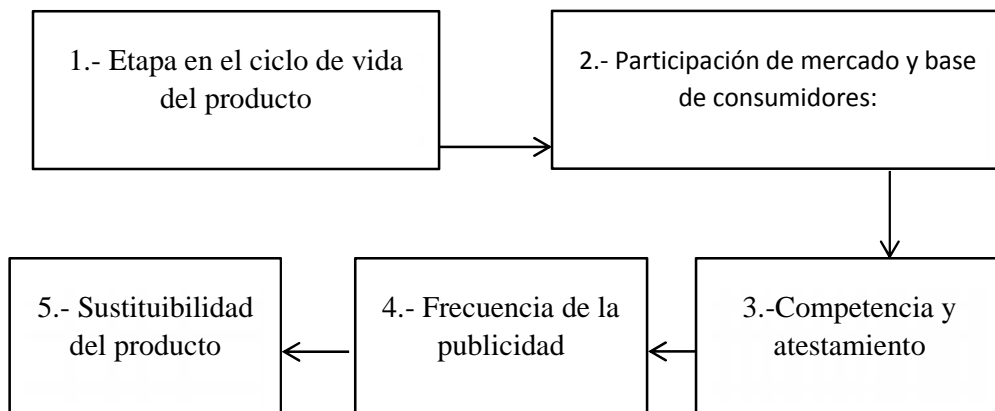 1.- Etapa en el ciclo de vida
del producto
2.- Participación de mercado y base
de consumidores:
3.-Competencia y
atestamiento
4.- Frecuencia de la
publicidad
5.- Sustituibilidad
del producto